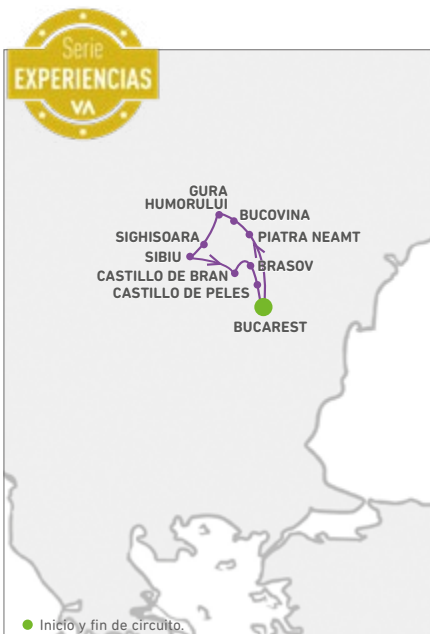 Serie
EXPERIENCIAS
VA
GURA
HUMORULUI
BUCOVINA
SIGHISOARA
PIATRA NEAMT
SIBIU
BRASOV
CASTILLO DE BRAN
CASTILLO DE PELES
BUCAREST
Inicio y fin de circuito.